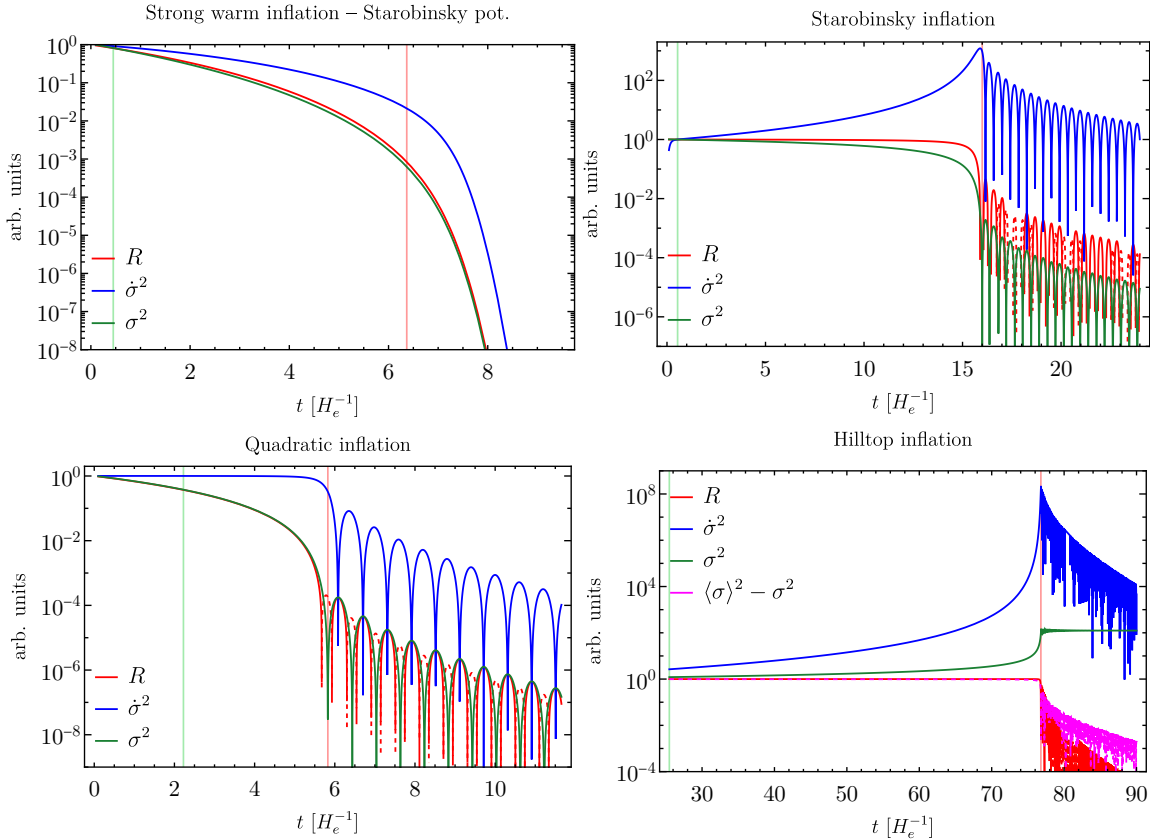 Strong warm inflation – Starobinsky pot.
arb. units
10^0
10^-1
10^-2
10^-3
10^-4
10^-5
10^-6
10^-7
10^-8
R
σ̇^2
σ^2
0 2 4 6 8
t [H_e^-1]
Starobinsky inflation
arb. units
10^2
10^0
10^-2
10^-4
10^-6
R
σ̇^2
σ^2
0 5 10 15 20
t [H_e^-1]
Quadratic inflation
arb. units
10^0
10^-2
10^-4
10^-6
10^-8
R
σ̇^2
σ^2
0 2 4 6 8 10
t [H_e^-1]
Hilltop inflation
arb. units
10^8
10^4
10^0
10^-4
R
σ̇^2
σ^2
⟨σ⟩^2 − σ^2
30 40 50 60 70 80 90
t [H_e^-1]